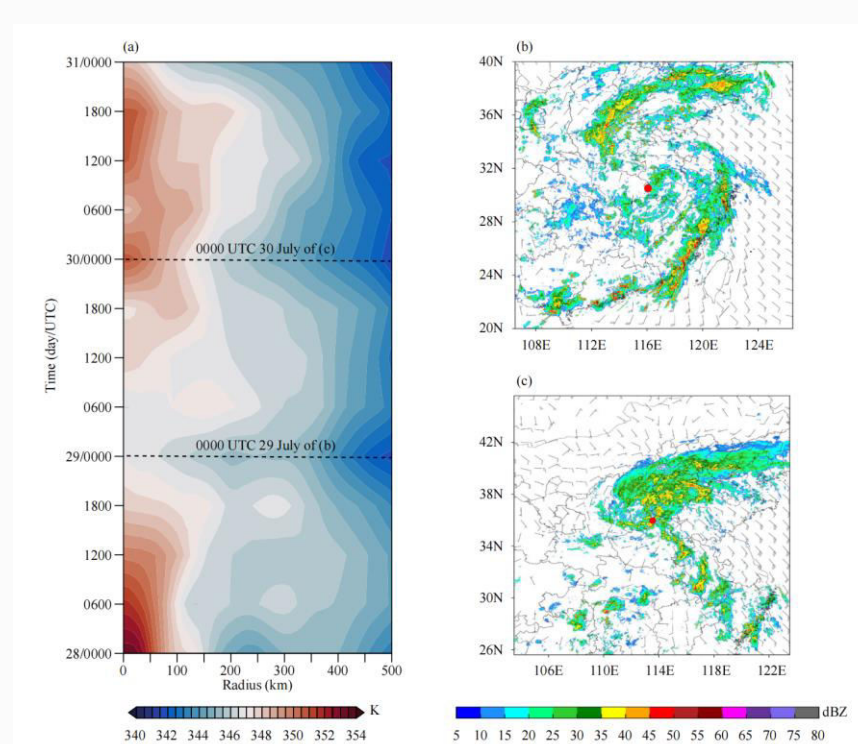 (a)
31/0000
1800
1200
0600
0000 UTC 30 July of (c)
30/0000
1800
1200
0600
0000 UTC 29 July of (b)
29/0000
1800
1200
0600
28/0000
Time (day/UTC)
0 100 200 300 400 500
Radius (km)
K
340 342 344 346 348 350 352 354
(b)
40N
36N
32N
28N
24N
20N
108E 112E 116E 120E 124E
(c)
42N
38N
34N
30N
26N
106E 110E 114E 118E 122E
dBZ
5 10 15 20 25 30 35 40 45 50 55 60 65 70 75 80